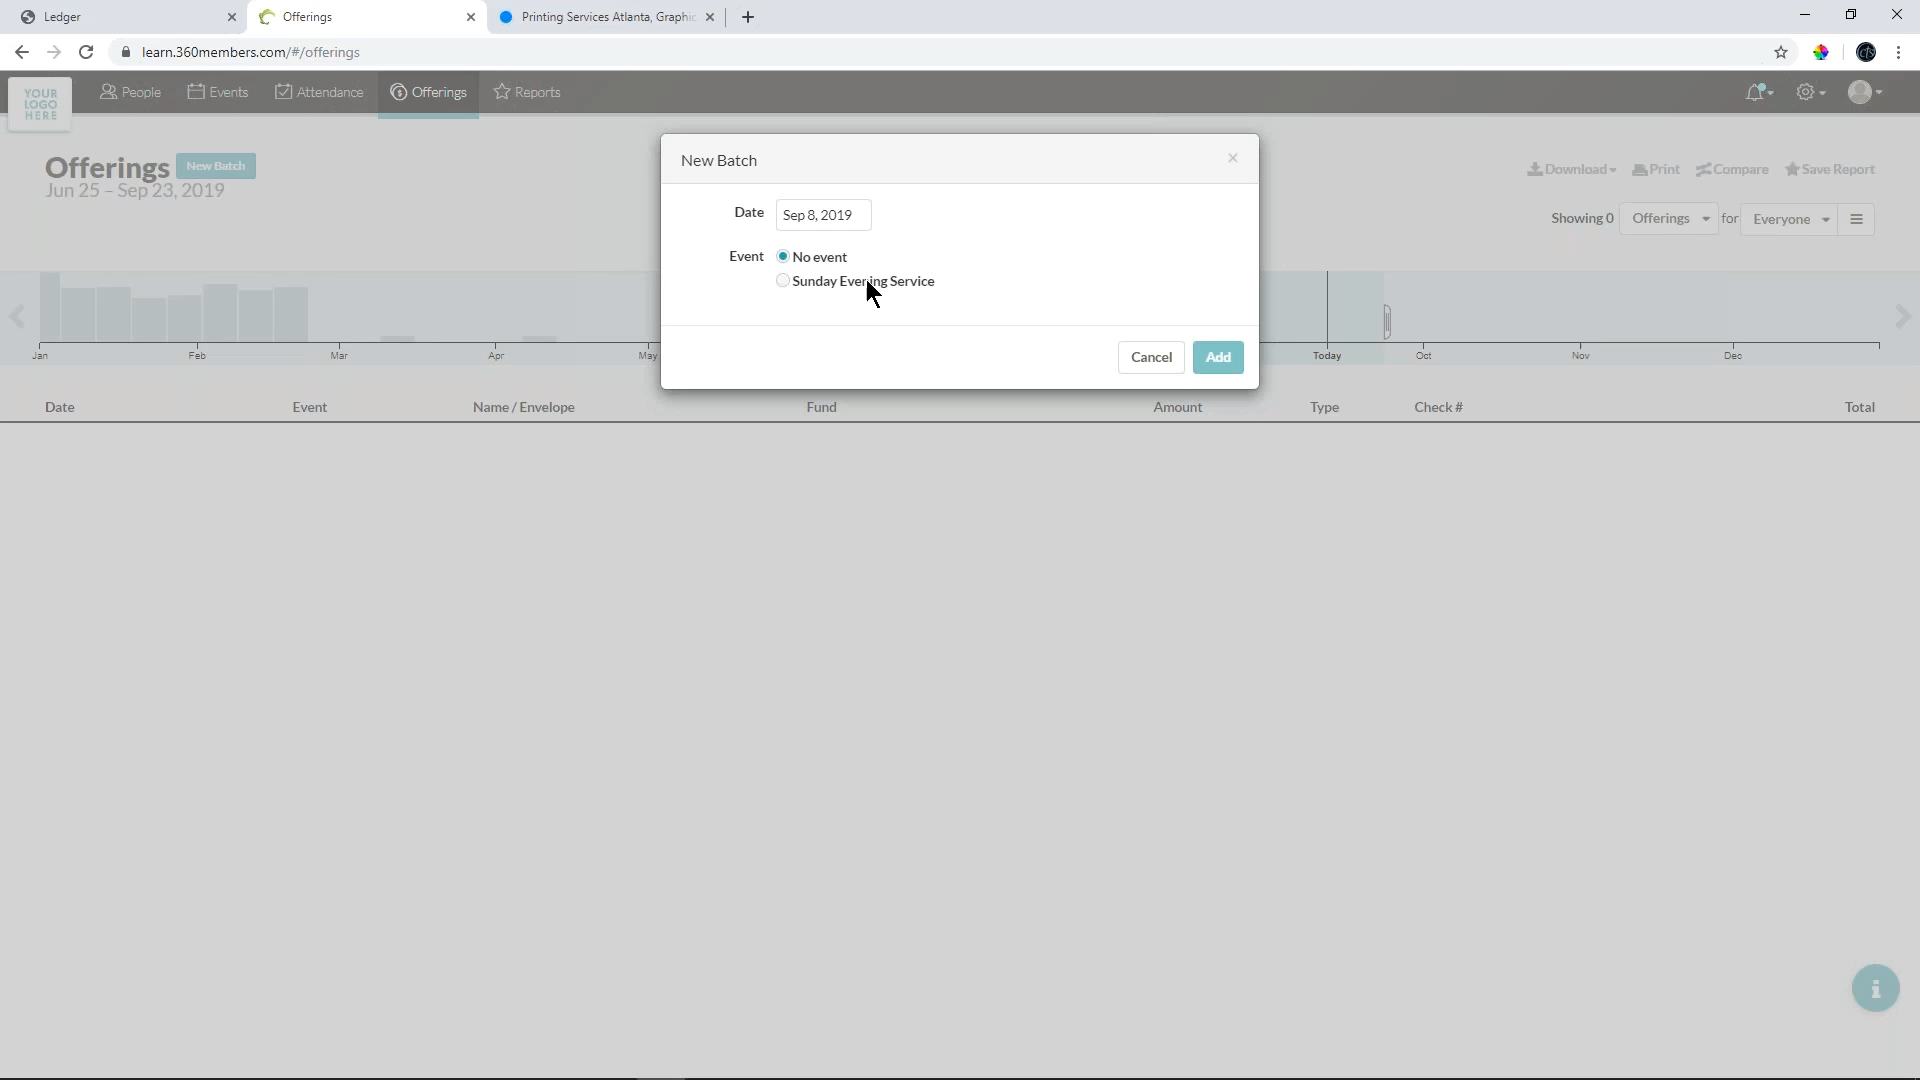 Ledger
Offerings
Printing Services Atlanta, Graphic
learn.360members.com/#/offerings
YOUR
LOGO
HERE
People
Events
Attendance
Offerings
Reports
Offerings
New Batch
Jun 25 – Sep 23, 2019
Download
Print
Compare
Save Report
Showing 0
Offerings
for
Everyone
New Batch
×
Date
Sep 8, 2019
Event
No event
Sunday Evening Service
Cancel
Add
Jan
Feb
Mar
Apr
May
Today
Oct
Nov
Dec
Date
Event
Name / Envelope
Fund
Amount
Type
Check #
Total